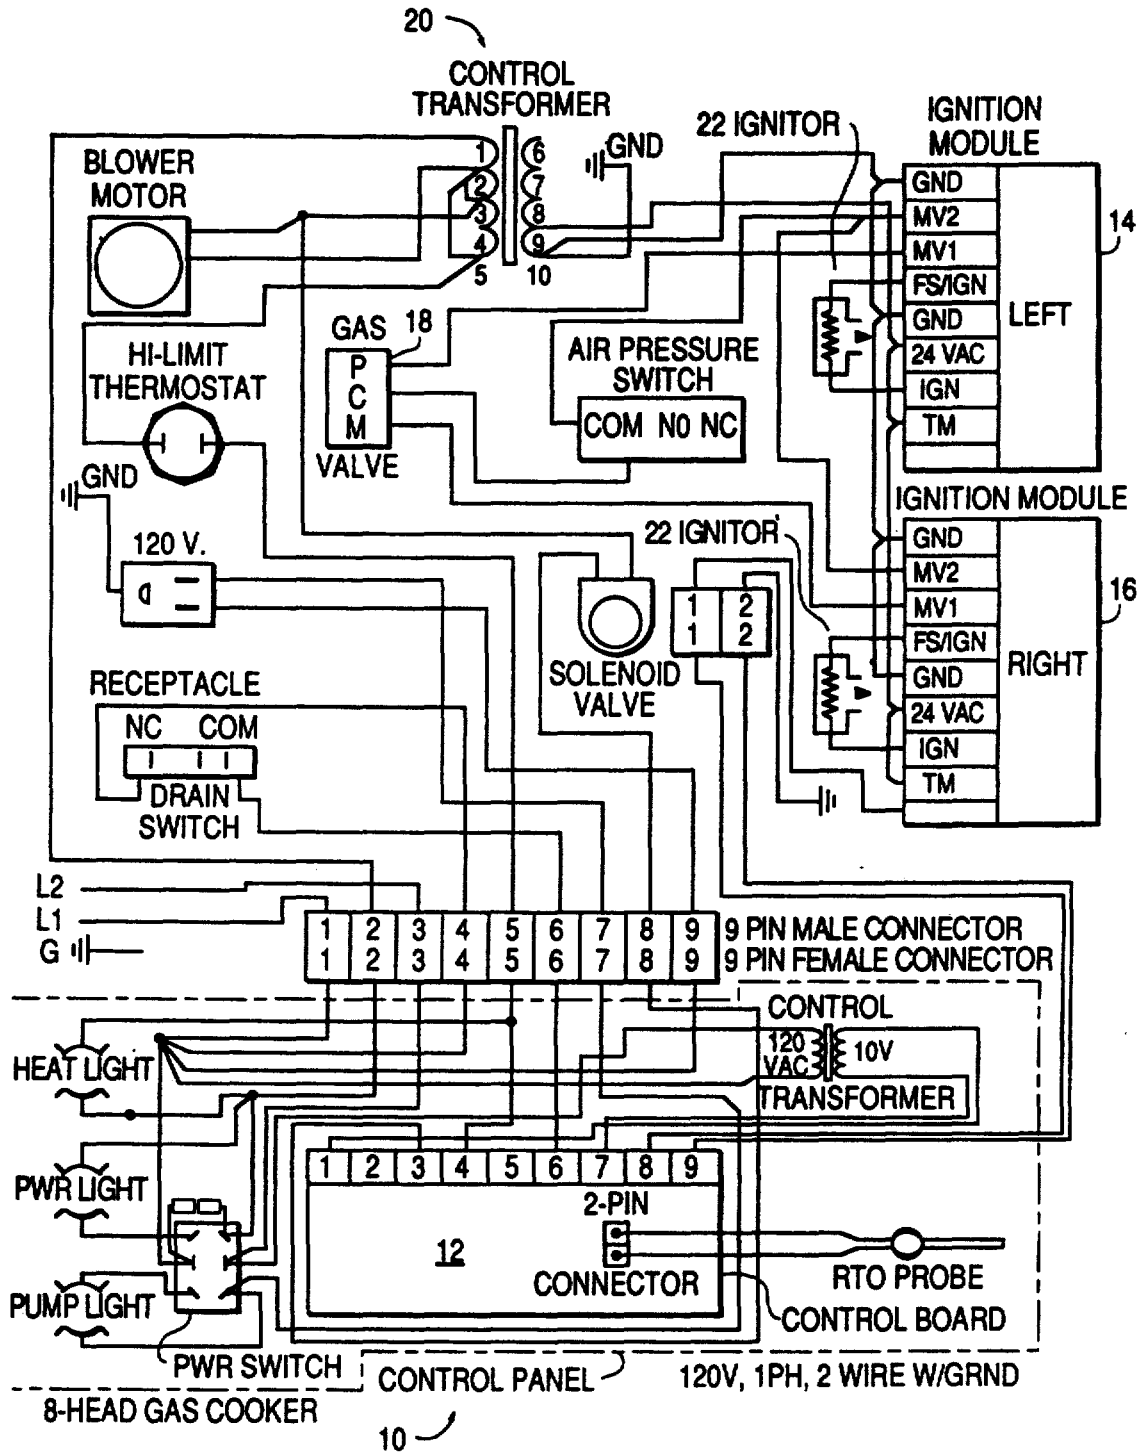 20
CONTROL
TRANSFORMER
1 6
2 7
3 8
4 9
5 10
GND
22 IGNITOR
IGNITION
MODULE
GND
MV2
MV1
FS/IGN
GND
24 VAC
IGN
TM
LEFT
14
BLOWER
MOTOR
GAS
18
P
C
M
VALVE
AIR PRESSURE
SWITCH
COM NO NC
HI-LIMIT
THERMOSTAT
GND
120 V.
RECEPTACLE
22 IGNITOR
IGNITION MODULE
GND
MV2
MV1
FS/IGN
GND
24 VAC
IGN
TM
RIGHT
16
SOLENOID
VALVE
1 2
1 2
NC COM
DRAIN
SWITCH
L2
L1
G
1 2 3 4 5 6 7 8 9
9 PIN MALE CONNECTOR
1 2 3 4 5 6 7 8 9
9 PIN FEMALE CONNECTOR
CONTROL
120
VAC
10V
TRANSFORMER
HEAT LIGHT
PWR LIGHT
PUMP LIGHT
PWR SWITCH
1 2 3 4 5 6 7 8 9
12
2-PIN
CONNECTOR
RTO PROBE
CONTROL BOARD
CONTROL PANEL
120V, 1PH, 2 WIRE W/GRND
8-HEAD GAS COOKER
10